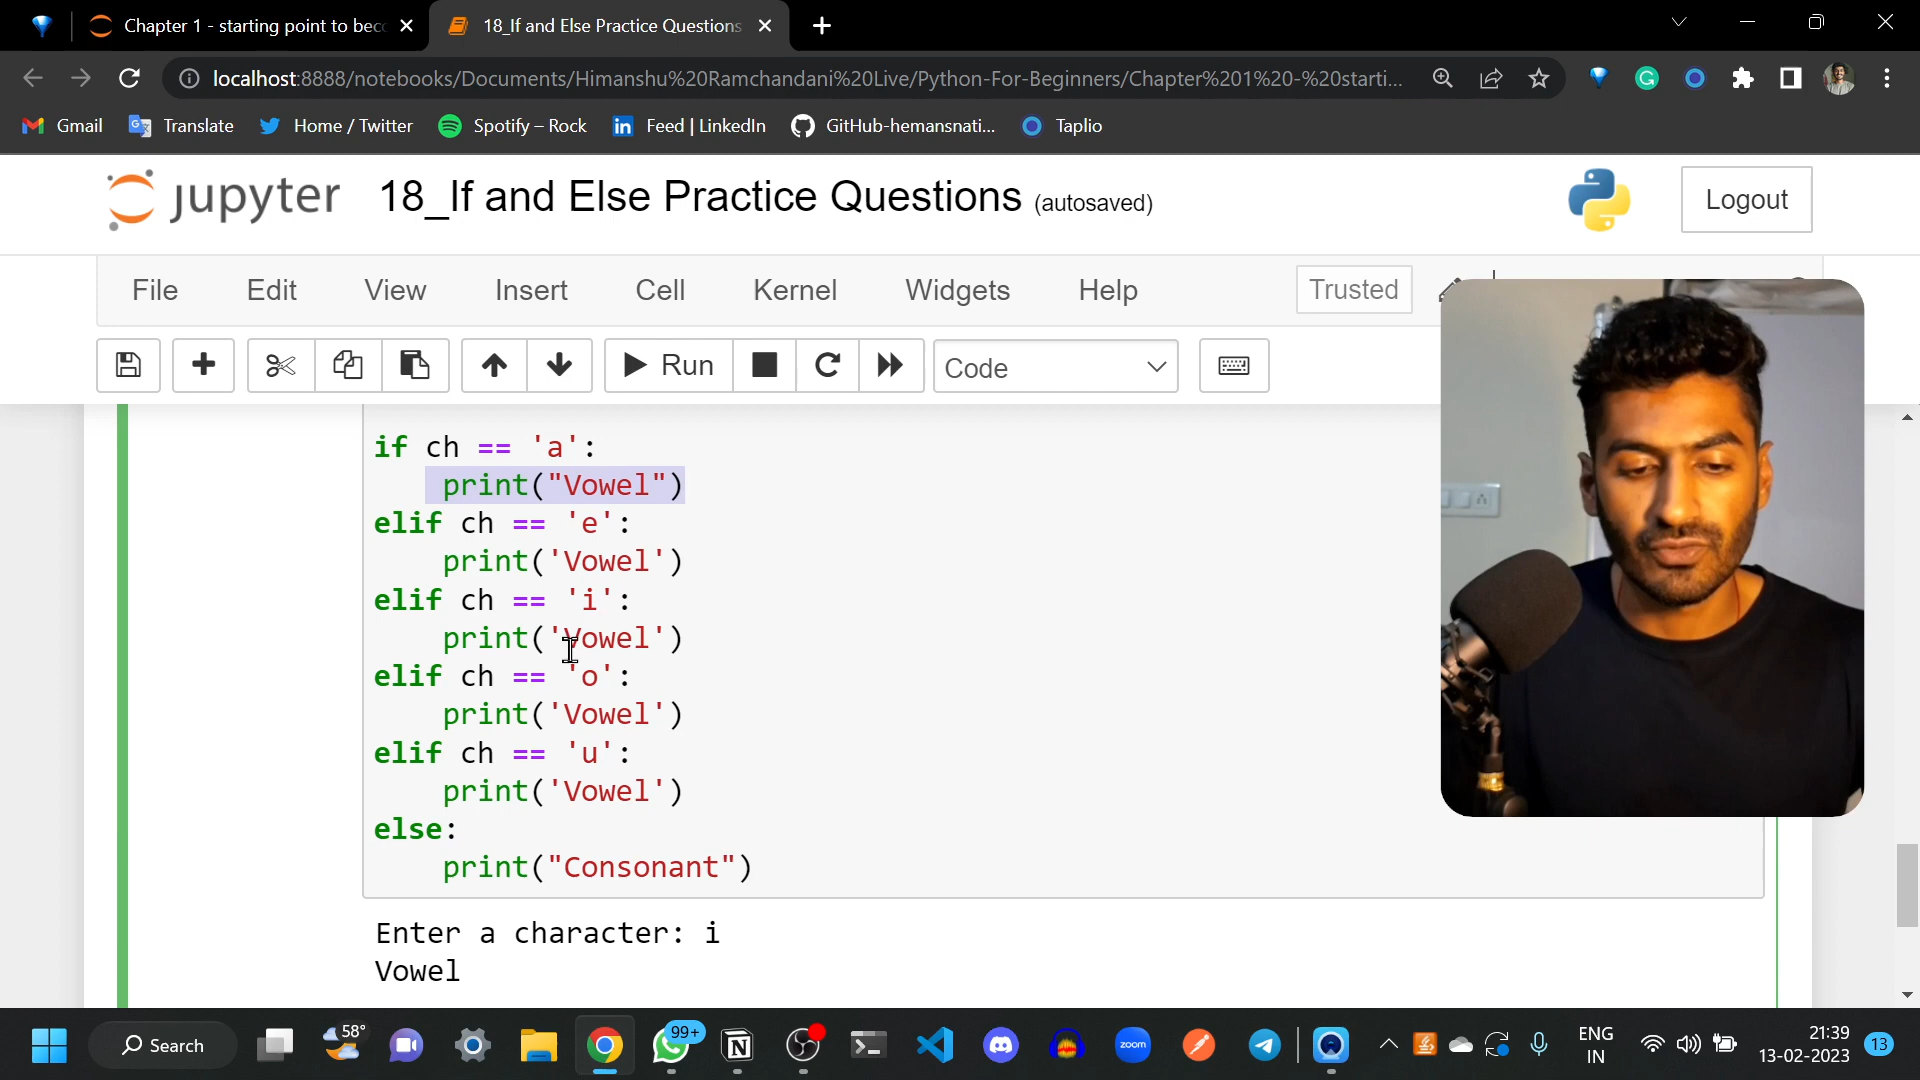 Chapter 1 - starting point to bec
18_If and Else Practice Questions
localhost:8888/notebooks/Documents/Himanshu%20Ramchandani%20Live/Python-For-Beginners/Chapter%201%20-%20starti...
Gmail Translate Home / Twitter Spotify – Rock Feed | LinkedIn GitHub-hemansnati... Taplio
jupyter 18_If and Else Practice Questions (autosaved) Logout
File Edit View Insert Cell Kernel Widgets Help Trusted
Run Code
if ch == 'a':
print("Vowel")
elif ch == 'e':
print('Vowel')
elif ch == 'i':
print('Vowel')
elif ch == 'o':
print('Vowel')
elif ch == 'u':
print('Vowel')
else:
print("Consonant")
Enter a character: i
Vowel
Search 58° 99+ zoom ENG IN 21:39 13-02-2023 13